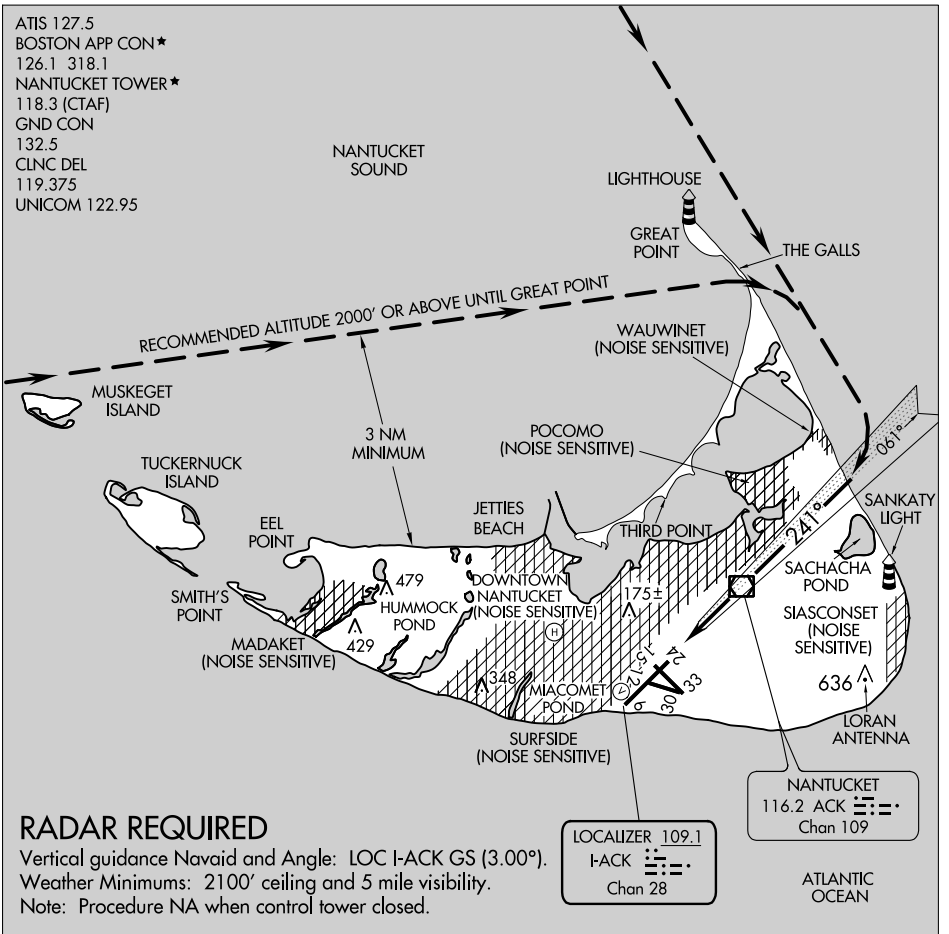 ATIS 127.5
BOSTON APP CON★
126.1 318.1
NANTUCKET TOWER★
118.3 (CTAF)
GND CON
132.5
CLNC DEL
119.375
UNICOM 122.95
NANTUCKET
SOUND
LIGHTHOUSE
GREAT
POINT
THE GALLS
RECOMMENDED ALTITUDE 2000' OR ABOVE UNTIL GREAT POINT
WAUWINET
(NOISE SENSITIVE)
MUSKEGET
ISLAND
3 NM
MINIMUM
POCOMO
(NOISE SENSITIVE)
061°
TUCKERNUCK
ISLAND
EEL
POINT
JETTIES
BEACH
THIRD POINT
241°
SANKATY
LIGHT
SACHACHA
POND
SMITH'S
POINT
479
HUMMOCK
POND
DOWNTOWN
NANTUCKET
(NOISE SENSITIVE)
175±
SIASCONSET
(NOISE
SENSITIVE)
MADAKET
(NOISE SENSITIVE)
429
H
348
MIACOMET
POND
V
15-12
24
6
30
33
636
LORAN
ANTENNA
SURFSIDE
(NOISE SENSITIVE)
NANTUCKET
116.2 ACK
Chan 109
LOCALIZER 109.1
I-ACK
Chan 28
ATLANTIC
OCEAN
RADAR REQUIRED
Vertical guidance Navaid and Angle: LOC I-ACK GS (3.00°).
Weather Minimums: 2100' ceiling and 5 mile visibility.
Note: Procedure NA when control tower closed.